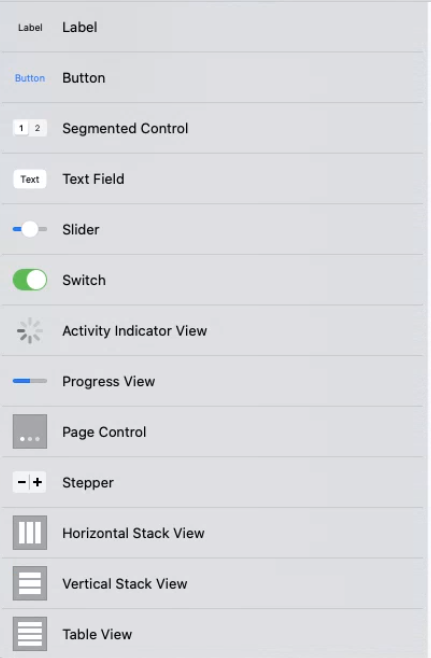 Label Label
Button Button
1 2 Segmented Control
Text Text Field
Slider
Switch
Activity Indicator View
Progress View
Page Control
Stepper
Horizontal Stack View
Vertical Stack View
Table View